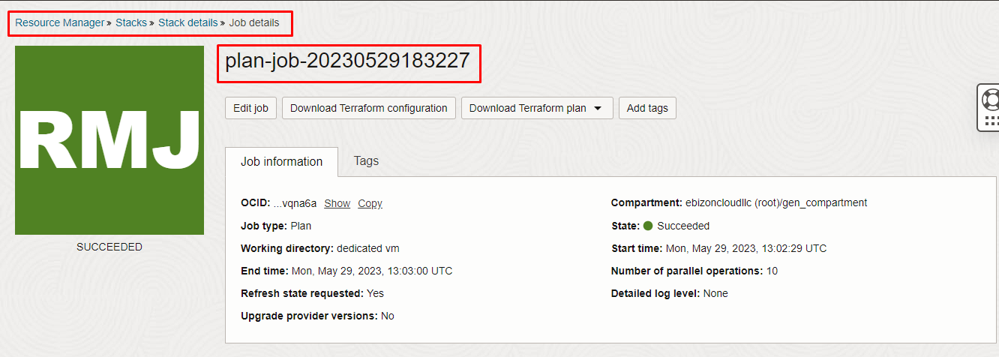 Resource Manager » Stacks » Stack details » Job details
RMJ
SUCCEEDED
plan-job-20230529183227
Edit job Download Terraform configuration Download Terraform plan Add tags
Job information Tags
OCID: ...vqna6a Show Copy Compartment: ebizoncloudllc (root)/gen_compartment
Job type: Plan State: Succeeded
Working directory: dedicated vm Start time: Mon, May 29, 2023, 13:02:29 UTC
End time: Mon, May 29, 2023, 13:03:00 UTC Number of parallel operations: 10
Refresh state requested: Yes Detailed log level: None
Upgrade provider versions: No